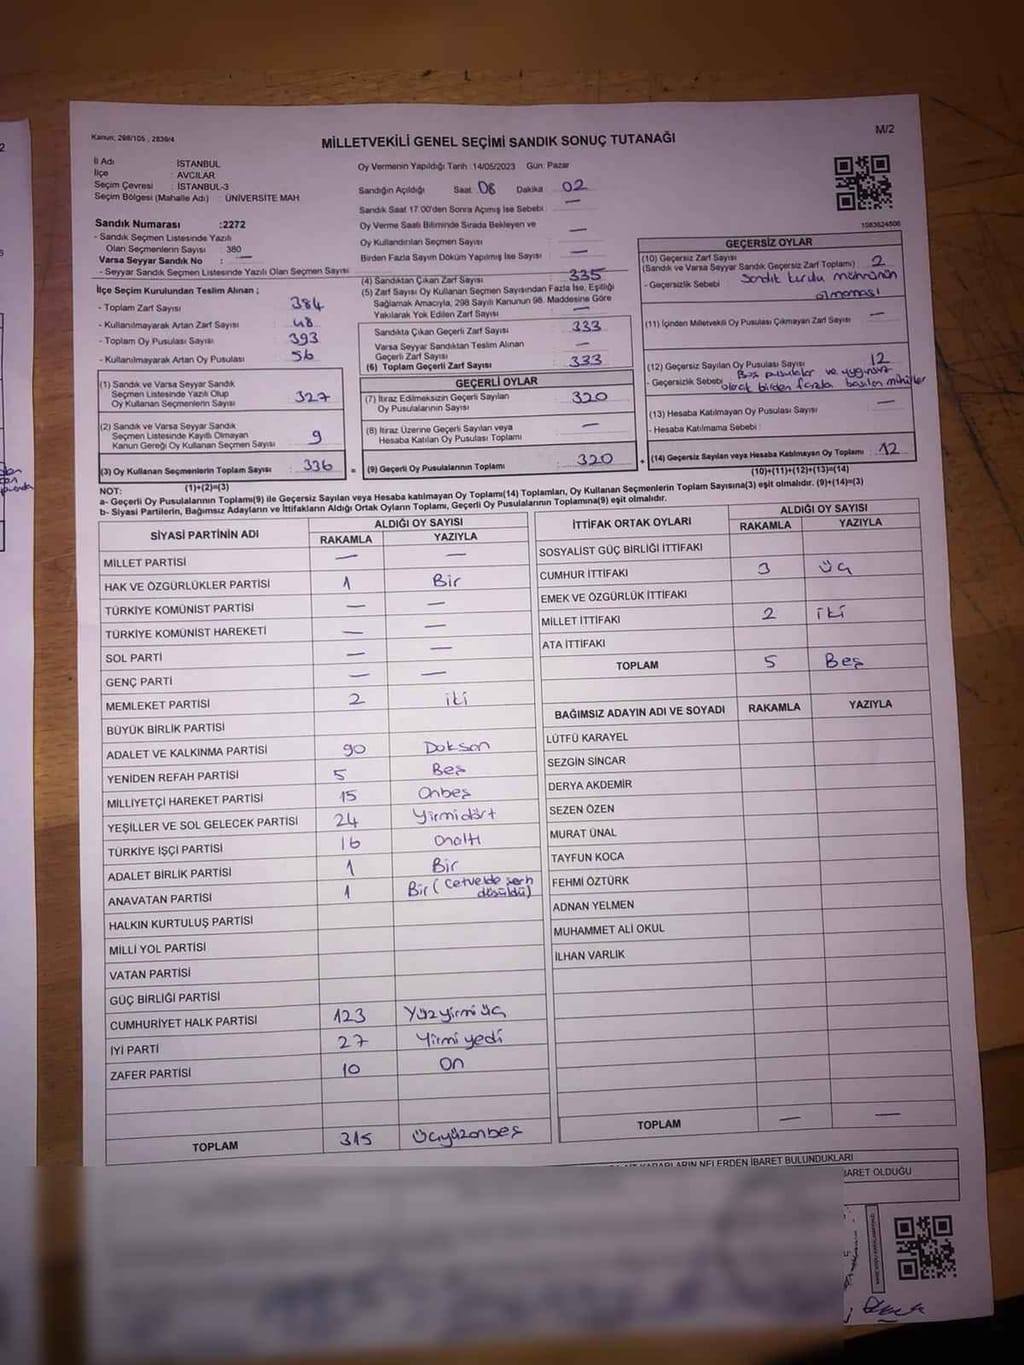 Kanun, 298/105 , 2839/4
MİLLETVEKİLİ GENEL SEÇİMİ SANDIK SONUÇ TUTANAĞI
M/2
İl Adı : İSTANBUL
İlçe : AVCILAR
Seçim Çevresi : İSTANBUL-3
Seçim Bölgesi (Mahalle Adı) : ÜNİVERSİTE MAH
Oy Vermenin Yapıldığı Tarih :14/05/2023 Gün: Pazar
Sandığın Açıldığı Saat 08 Dakika 02
Sandık Saat 17 00'den Sonra Açımış İse Sebebi : —
Oy Verme Saati Bitiminde Sırada Bekleyen ve
Oy Kullandırılan Seçmen Sayısı —
Birden Fazla Sayım Döküm Yapılmış İse Sayısı : —
1083624506
Sandık Numarası :2272
- Sandık Seçmen Listesinde Yazılı
Olan Seçmenlerin Sayısı : 380
Varsa Seyyar Sandık No : —
- Seyyar Sandık Seçmen Listesinde Yazılı Olan Seçmen Sayısı
İlçe Seçim Kurulundan Teslim Alınan ;
- Toplam Zarf Sayısı 384
- Kullanılmayarak Artan Zarf Sayısı 48
- Toplam Oy Pusulası Sayısı 393
- Kullanılmayarak Artan Oy Pusulası 56
(1) Sandık ve Varsa Seyyar Sandık
Seçmen Listesinde Yazılı Olup
Oy Kullanan Seçmenlerin Sayısı 327
(2) Sandık ve Varsa Seyyar Sandık
Seçmen Listesinde Kayıtlı Olmayan
Kanun Gereği Oy Kullanan Seçmen Sayısı 9
(3) Oy Kullanan Seçmenlerin Toplam Sayısı 336
(1)+(2)=(3)
(4) Sandıktan Çıkan Zarf Sayısı 335
(5) Zarf Sayısı Oy Kullanan Seçmen Sayısından Fazla İse, Eşitliği
Sağlamak Amacıyla, 298 Sayılı Kanunun 98. Maddesine Göre
Yakılarak Yok Edilen Zarf Sayısı —
Sandıkta Çıkan Geçerli Zarf Sayısı 333
Varsa Seyyar Sandıktan Teslim Alınan
Geçerli Zarf Sayısı —
(6) Toplam Geçerli Zarf Sayısı 333
GEÇERLİ OYLAR
(7) İtiraz Edilmeksizin Geçerli Sayılan
Oy Pusulalarının Sayısı 320
(8) İtiraz Üzerine Geçerli Sayılan veya
Hesaba Katılan Oy Pusulası Toplamı —
= (9) Geçerli Oy Pusulalarının Toplamı 320
GEÇERSİZ OYLAR
(10) Geçersiz Zarf Sayısı 2
(Sandık ve Varsa Seyyar Sandık Geçersiz Zarf Toplamı)
- Geçersizlik Sebebi Sandık kurulu mührünün
olmaması
(11) İçinden Milletvekili Oy Pusulası Çıkmayan Zarf Sayısı —
(12) Geçersiz Sayılan Oy Pusulası Sayısı 12
- Geçersizlik Sebebi Boş pusulalar ve uygunsuz
olarak birden fazla basılan mühürler
(13) Hesaba Katılmayan Oy Pusulası Sayısı —
- Hesaba Katılmama Sebebi :
+ (14) Geçersiz Sayılan veya Hesaba Katılmayan Oy Toplamı : 12
(10)+(11)+(12)+(13)=(14)
NOT:
a- Geçerli Oy Pusulalarının Toplamı(9) ile Geçersiz Sayılan veya Hesaba katılmayan Oy Toplamı(14) Toplamları, Oy Kullanan Seçmenlerin Toplam Sayısına(3) eşit olmalıdır. (9)+(14)=(3)
b- Siyasi Partilerin, Bağımsız Adayların ve İttifakların Aldığı Ortak Oyların Toplamı, Geçerli Oy Pusulalarının Toplamına(9) eşit olmalıdır.
SİYASİ PARTİNİN ADI ALDIĞI OY SAYISI
RAKAMLA YAZIYLA
MİLLET PARTİSİ — —
HAK VE ÖZGÜRLÜKLER PARTİSİ 1 Bir
TÜRKİYE KOMÜNİST PARTİSİ — —
TÜRKİYE KOMÜNİST HAREKETİ — —
SOL PARTİ — —
GENÇ PARTİ — —
MEMLEKET PARTİSİ 2 iki
BÜYÜK BİRLİK PARTİSİ
ADALET VE KALKINMA PARTİSİ 90 Doksan
YENİDEN REFAH PARTİSİ 5 Beş
MİLLİYETÇİ HAREKET PARTİSİ 15 Onbeş
YEŞİLLER VE SOL GELECEK PARTİSİ 24 Yirmidört
TÜRKİYE İŞÇİ PARTİSİ 16 Onaltı
ADALET BİRLİK PARTİSİ 1 Bir
ANAVATAN PARTİSİ 1 Bir (Cetvelde şerh
düşüldü)
HALKIN KURTULUŞ PARTİSİ
MİLLİ YOL PARTİSİ
VATAN PARTİSİ
GÜÇ BİRLİĞİ PARTİSİ
CUMHURİYET HALK PARTİSİ 123 Yüzyirmi üç
İYİ PARTİ 27 Yirmi yedi
ZAFER PARTİSİ 10 On
TOPLAM 315 Üçyüzonbeş
İTTİFAK ORTAK OYLARI ALDIĞI OY SAYISI
RAKAMLA YAZIYLA
SOSYALİST GÜÇ BİRLİĞİ İTTİFAKI
CUMHUR İTTİFAKI 3 üç
EMEK VE ÖZGÜRLÜK İTTİFAKI
MİLLET İTTİFAKI 2 iki
ATA İTTİFAKI
TOPLAM 5 Beş
BAĞIMSIZ ADAYIN ADI VE SOYADI RAKAMLA YAZIYLA
LÜTFÜ KARAYEL
SEZGİN SİNCAR
DERYA AKDEMİR
SEZEN ÖZEN
MURAT ÜNAL
TAYFUN KOCA
FEHMİ ÖZTÜRK
ADNAN YELMEN
MUHAMMET ALİ OKUL
İLHAN VARLIK
TOPLAM — —
KARARLARIN NELERDEN İBARET BULUNDUKLARI
İBARET OLDUĞU